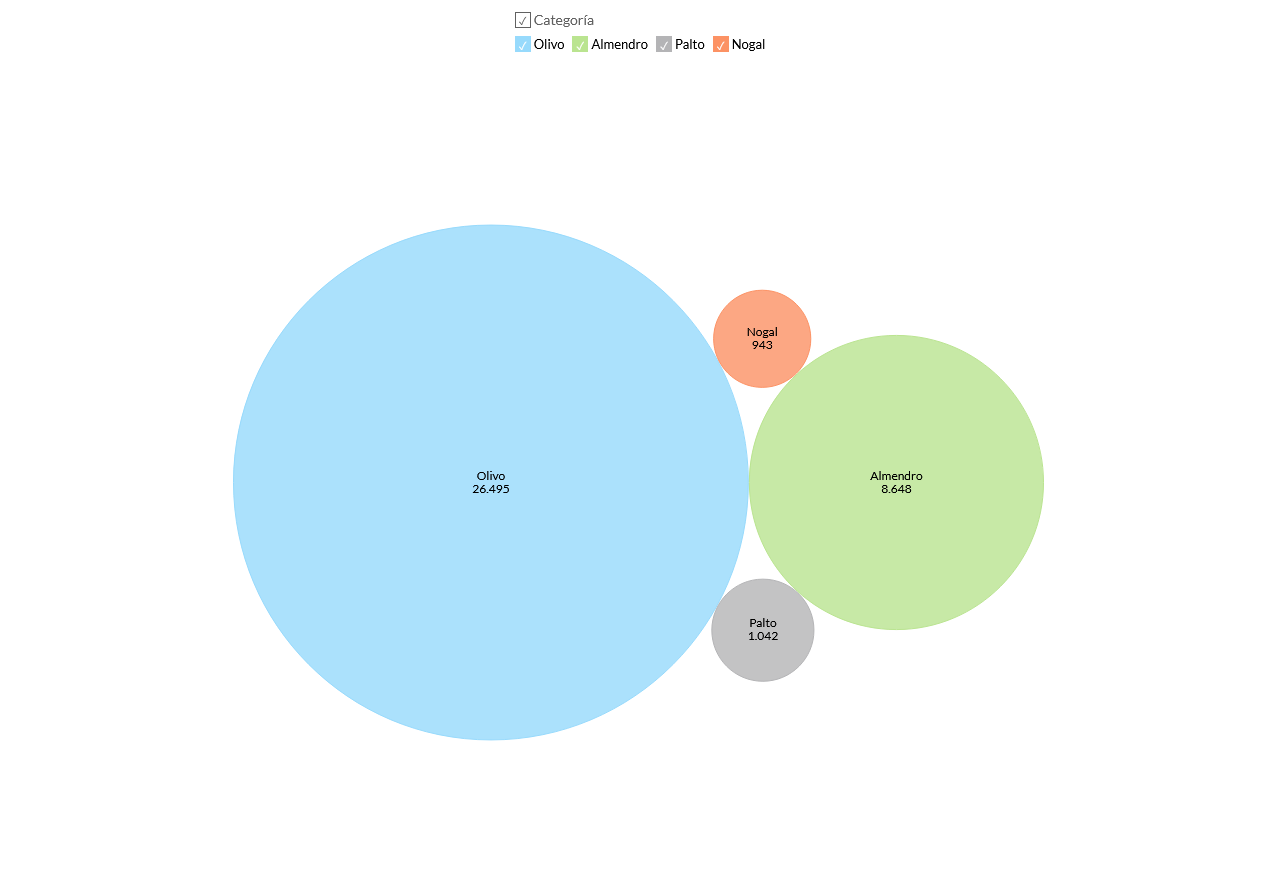 Categoría
Olivo Almendro Palto Nogal
Nogal
943
Olivo
26.495
Almendro
8.648
Palto
1.042